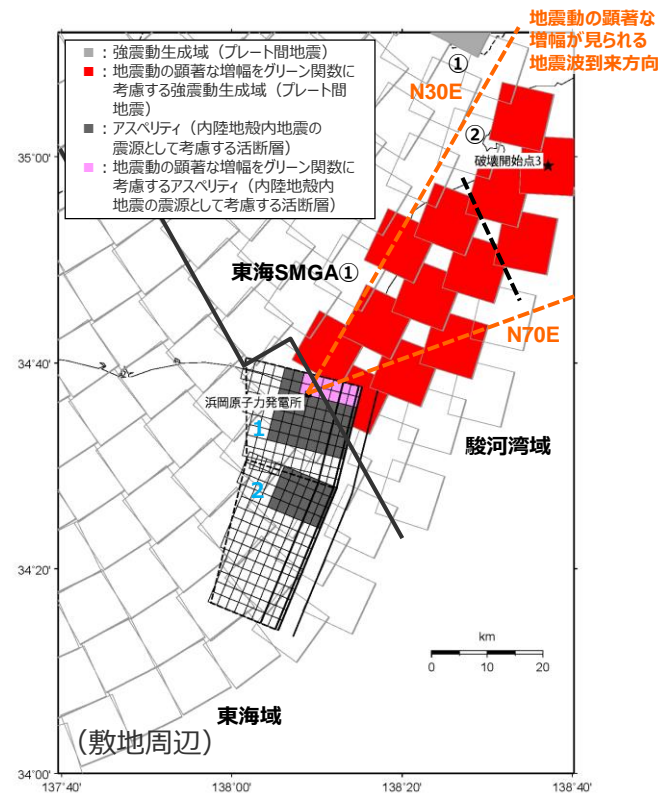 地震動の顕著な
増幅が見られる
地震波到来方向
■ : 強震動生成域（プレート間地震）
■ : 地震動の顕著な増幅をグリーン関数に
考慮する強震動生成域（プレート間
地震）
■ : アスペリティ（内陸地殻内地震の
震源として考慮する活断層）
■ : 地震動の顕著な増幅をグリーン関数に
考慮するアスペリティ（内陸地殻内
地震の震源として考慮する活断層）
①
N30E
②
破壊開始点3
35°00'
東海SMGA①
N70E
34°40'
浜岡原子力発電所
1
駿河湾域
2
34°20'
km
0 10 20
東海域
（敷地周辺）
34°00'
137°40' 138°00' 138°20' 138°40'